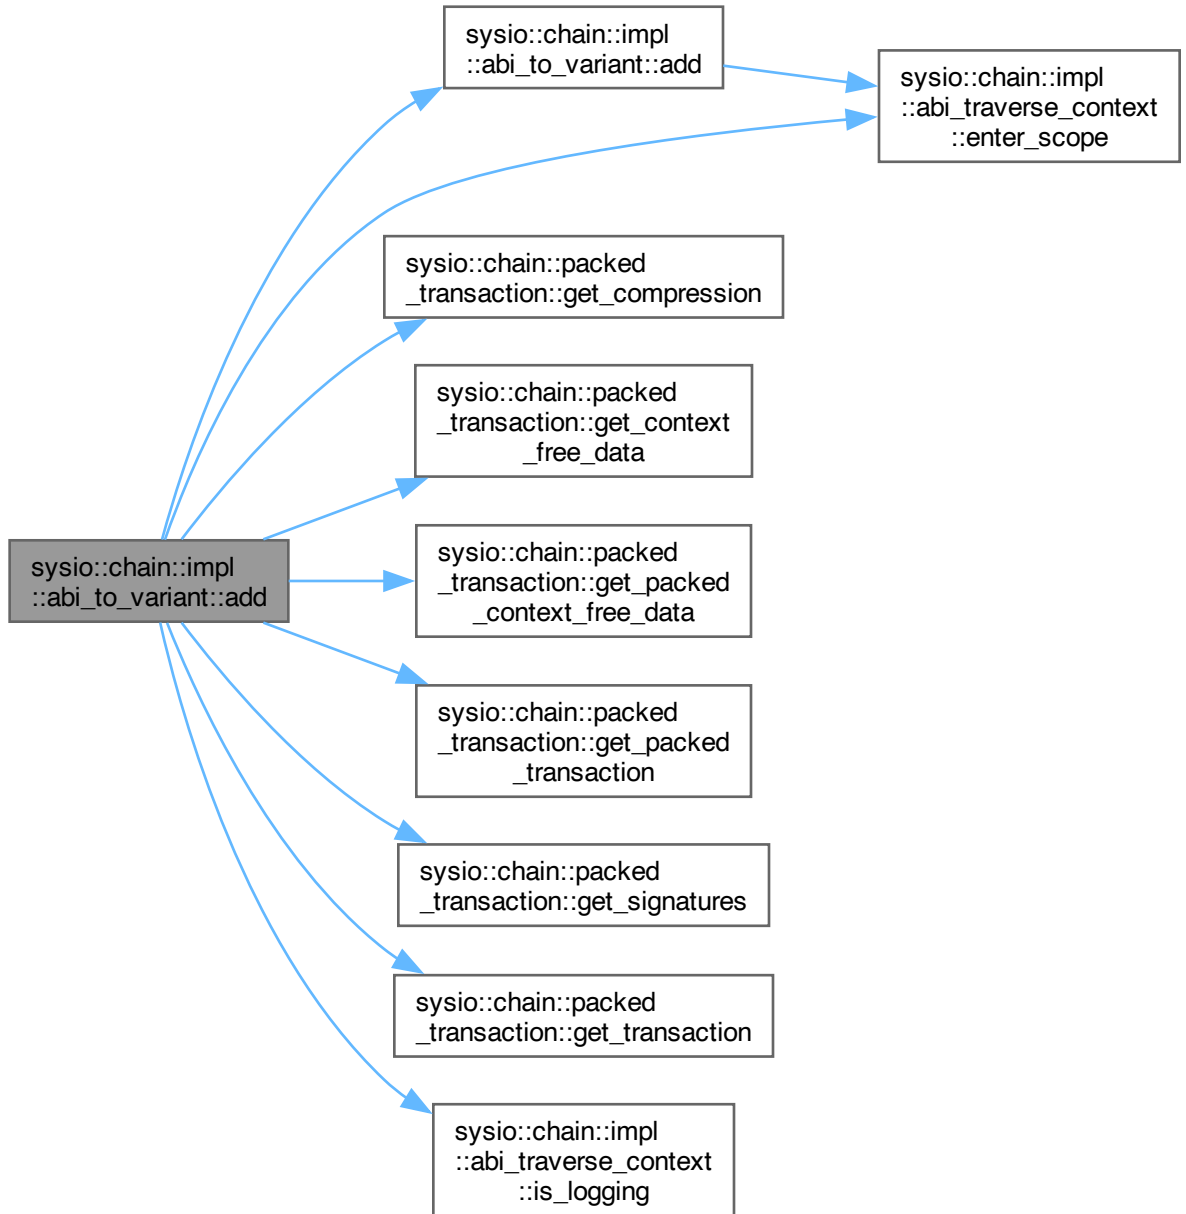 sysio::chain::impl
::abi_to_variant::add
sysio::chain::impl
::abi_traverse_context
::enter_scope
sysio::chain::packed
_transaction::get_compression
sysio::chain::packed
_transaction::get_context
_free_data
sysio::chain::impl
::abi_to_variant::add
sysio::chain::packed
_transaction::get_packed
_context_free_data
sysio::chain::packed
_transaction::get_packed
_transaction
sysio::chain::packed
_transaction::get_signatures
sysio::chain::packed
_transaction::get_transaction
sysio::chain::impl
::abi_traverse_context
::is_logging